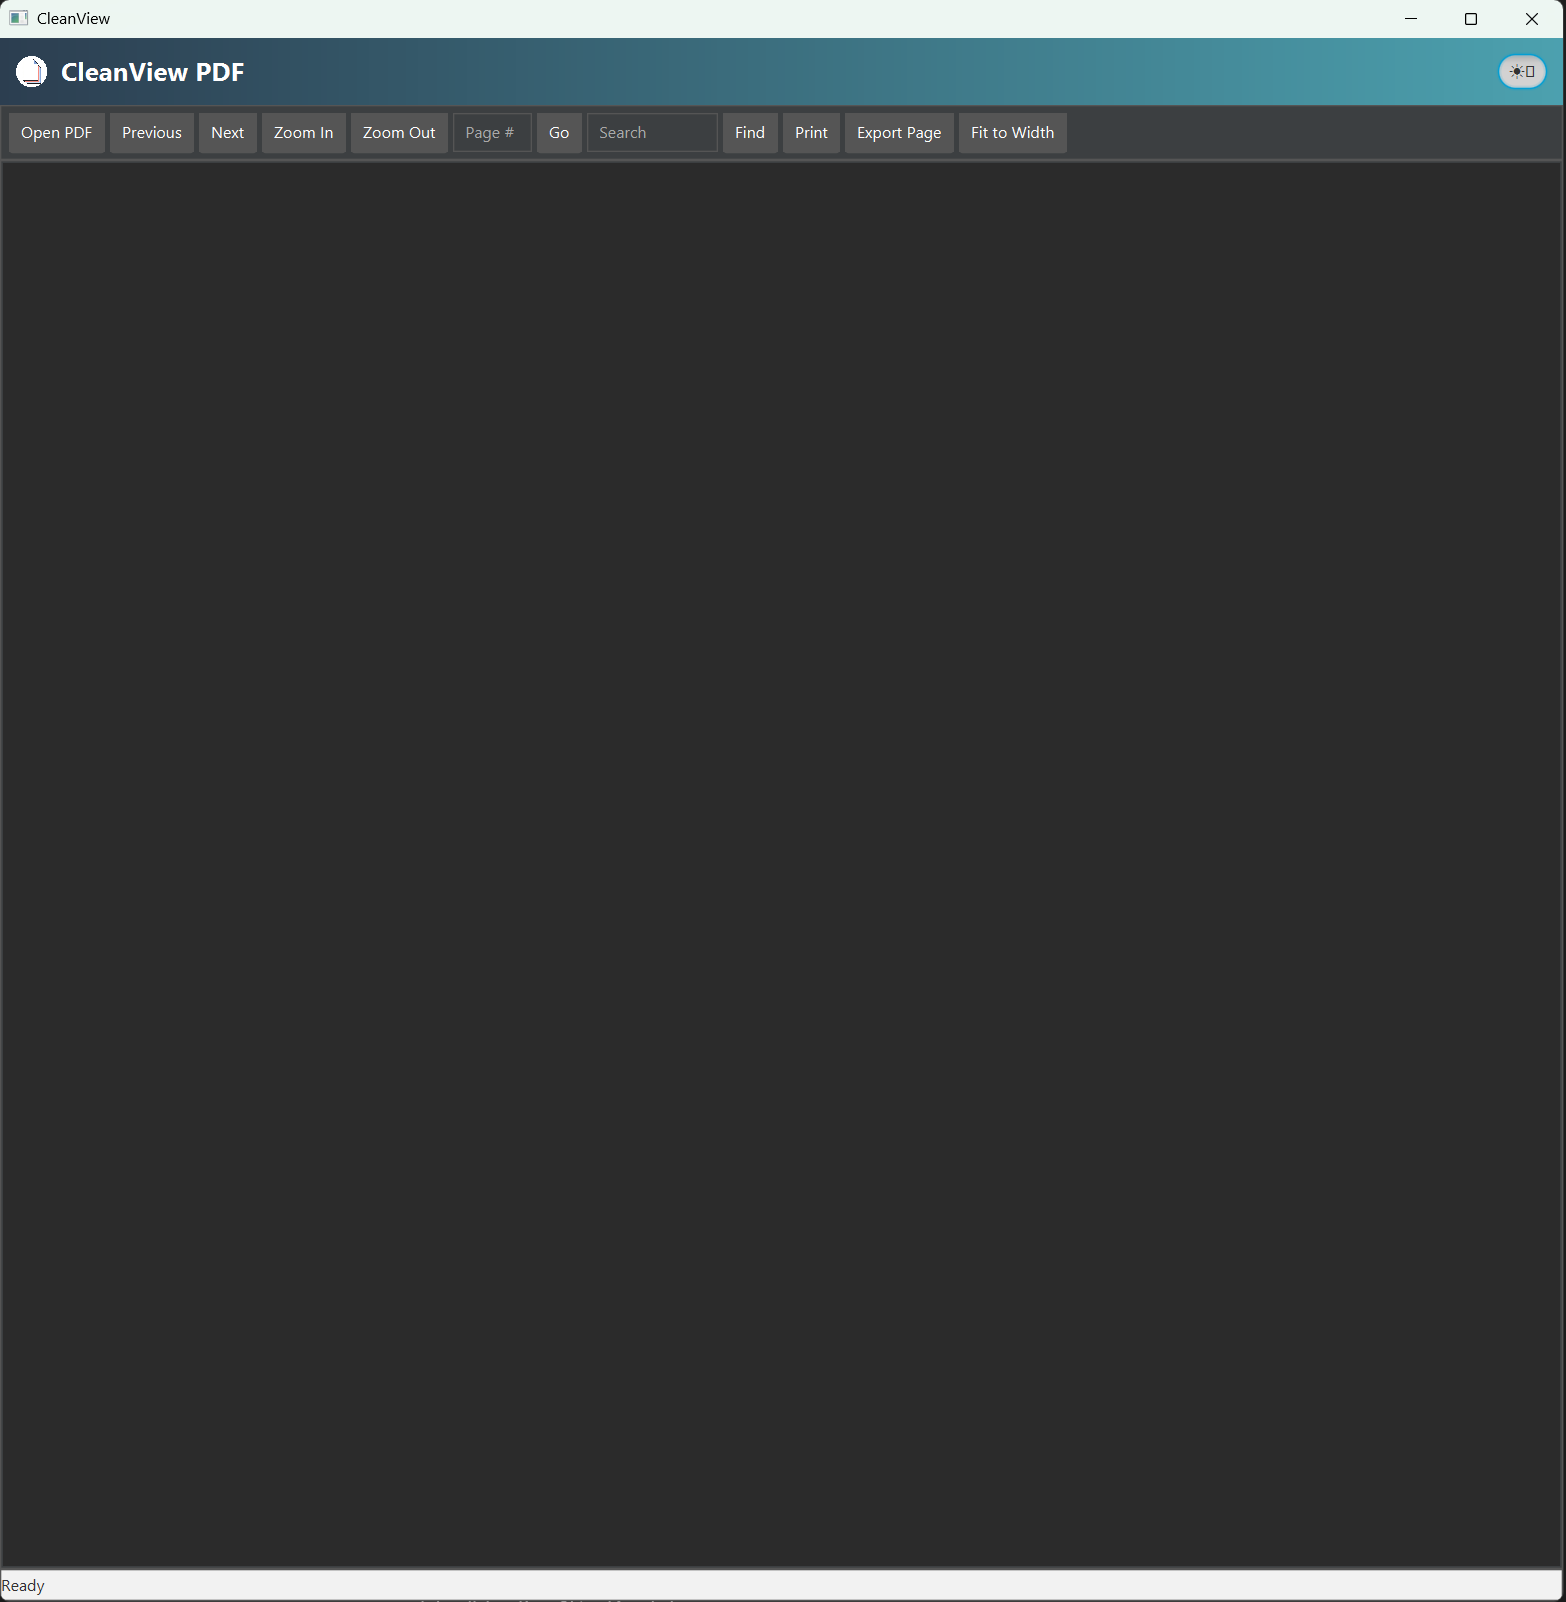 CleanView
CleanView PDF
☀
Open PDF Previous Next Zoom In Zoom Out Page # Go Search Find Print Export Page Fit to Width
Ready